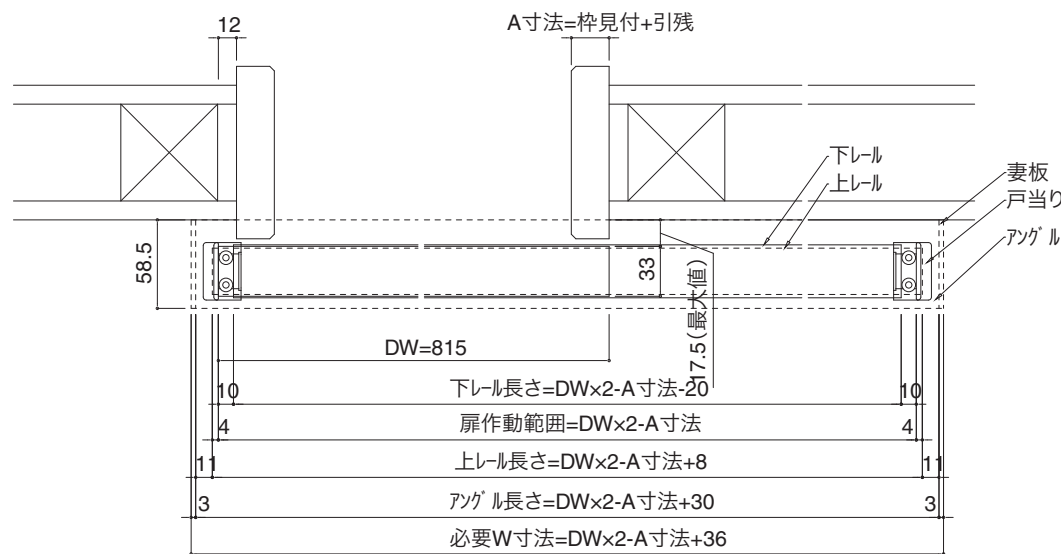 12
A寸法=枠見付+引残
下ﾚｰﾙ
上ﾚｰﾙ
妻板
戸当り
ｱﾝｸﾞﾙ
58.5
33
17.5(最大値)
DW=815
10
下ﾚｰﾙ長さ=DW×2-A寸法-20
10
4
扉作動範囲=DW×2-A寸法
4
11
上ﾚｰﾙ長さ=DW×2-A寸法+8
11
3
ｱﾝｸﾞﾙ長さ=DW×2-A寸法+30
3
必要W寸法=DW×2-A寸法+36